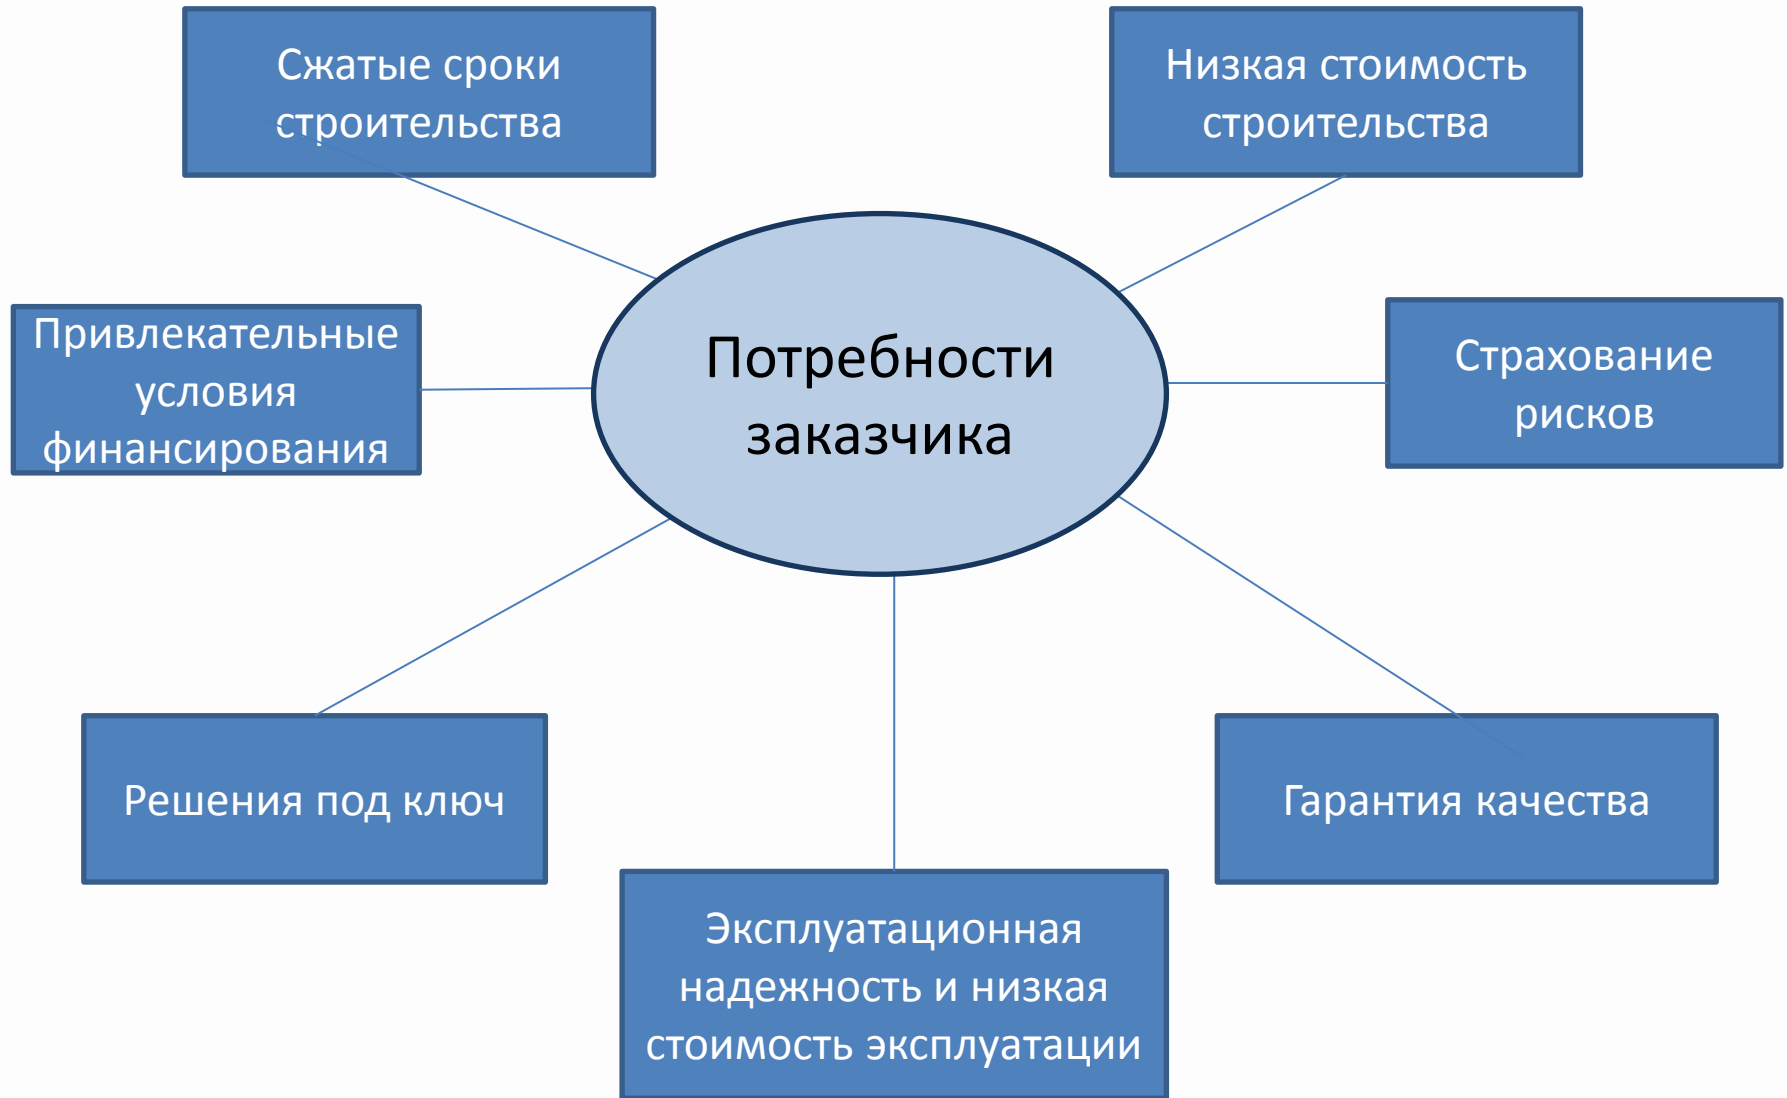 Сжатые сроки
строительства
Низкая стоимость
строительства
Привлекательные
условия
финансирования
Потребности
заказчика
Страхование
рисков
Решения под ключ
Гарантия качества
Эксплуатационная
надежность и низкая
стоимость эксплуатации